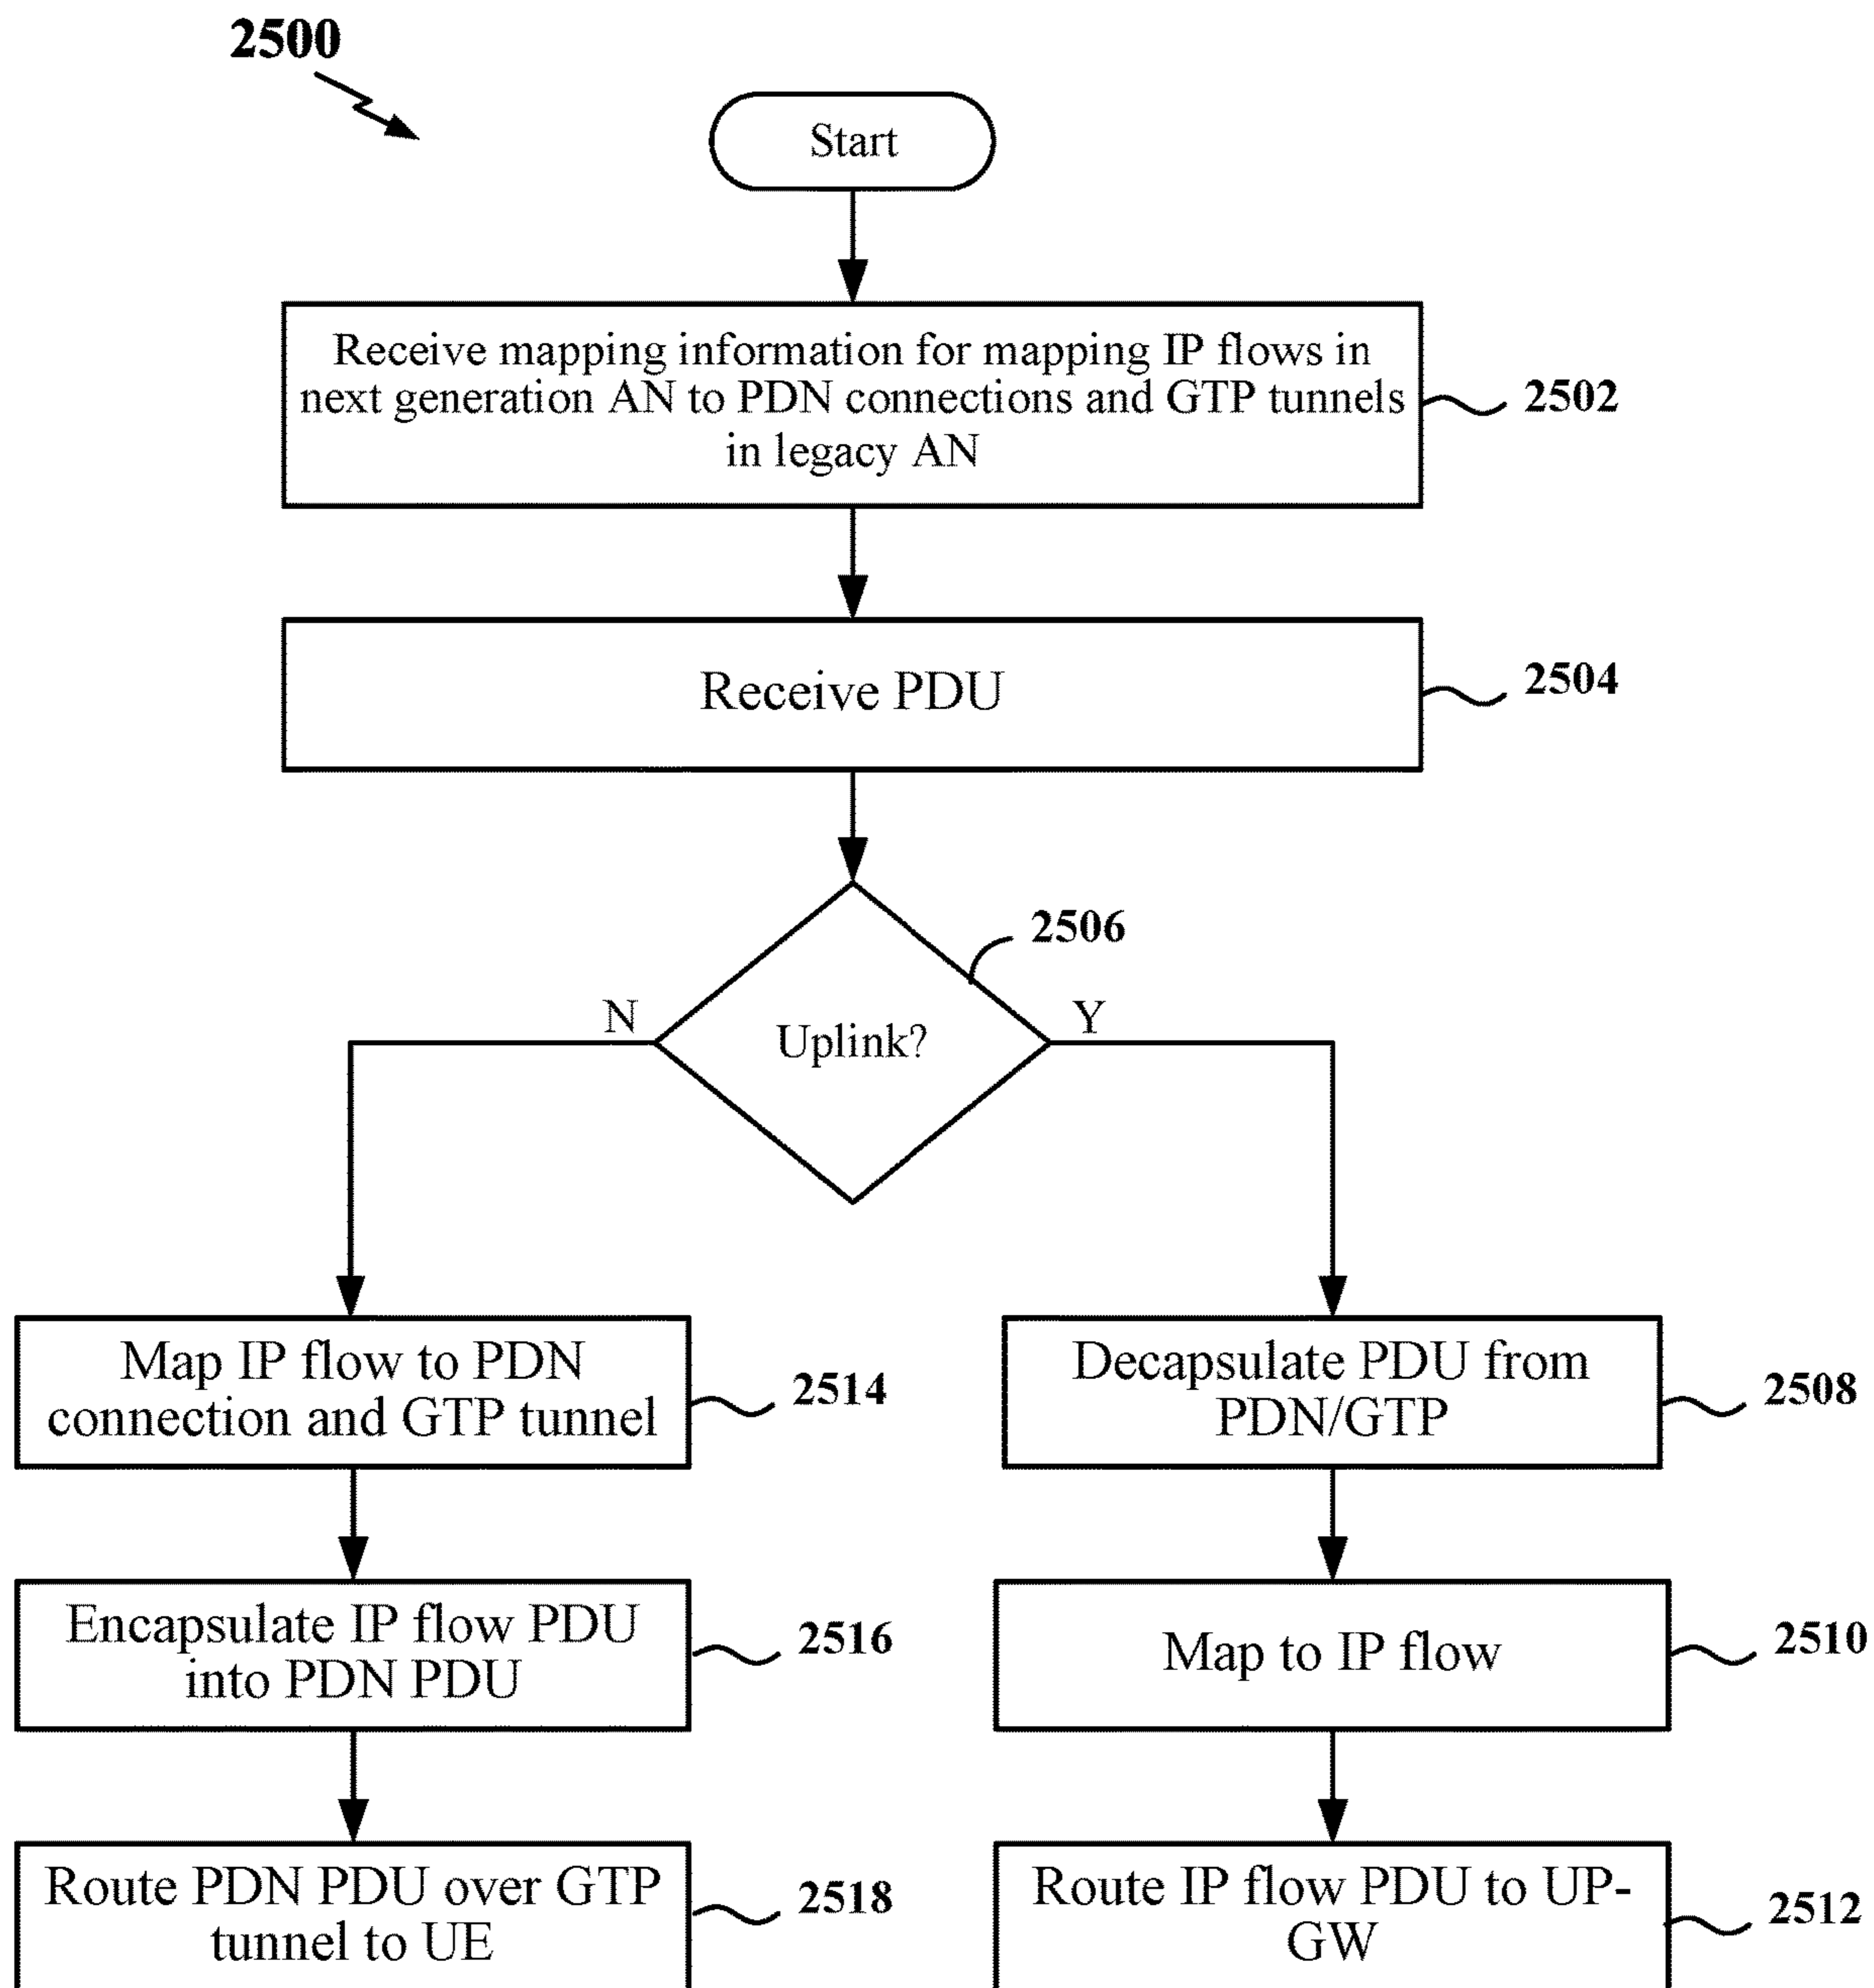 2500
Start
Receive mapping information for mapping IP flows in
next generation AN to PDN connections and GTP tunnels
in legacy AN
2502
Receive PDU
2504
2506
N
Uplink?
Y
Map IP flow to PDN
connection and GTP tunnel
2514
Decapsulate PDU from
PDN/GTP
2508
Encapsulate IP flow PDU
into PDN PDU
2516
Map to IP flow
2510
Route PDN PDU over GTP
tunnel to UE
2518
Route IP flow PDU to UP-
GW
2512